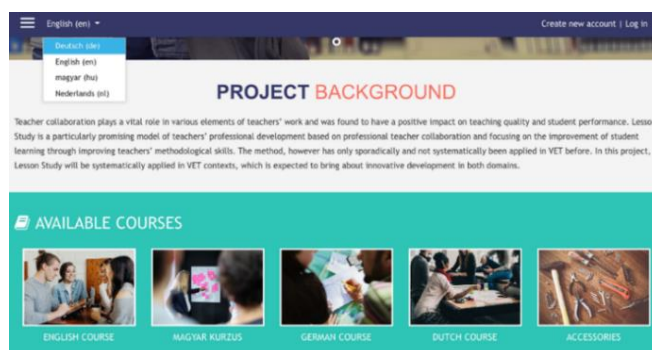 English (en)
Create new account | Log in
Deutsch (de)
English (en)
magyar (hu)
Nederlands (nl)
PROJECT BACKGROUND
Teacher collaboration plays a vital role in various elements of teachers' work and was found to have a positive impact on teaching quality and student performance. Lesso
Study is a particularly promising model of teachers' professional development based on professional teacher collaboration and focusing on the improvement of student
learning through improving teachers' methodological skills. The method, however has only sporadically and not systematically been applied in VET before. In this project,
Lesson Study will be systematically applied in VET contexts, which is expected to bring about innovative development in both domains.
AVAILABLE COURSES
ENGLISH COURSE
MAGYAR KURZUS
GERMAN COURSE
DUTCH COURSE
ACCESSORIES